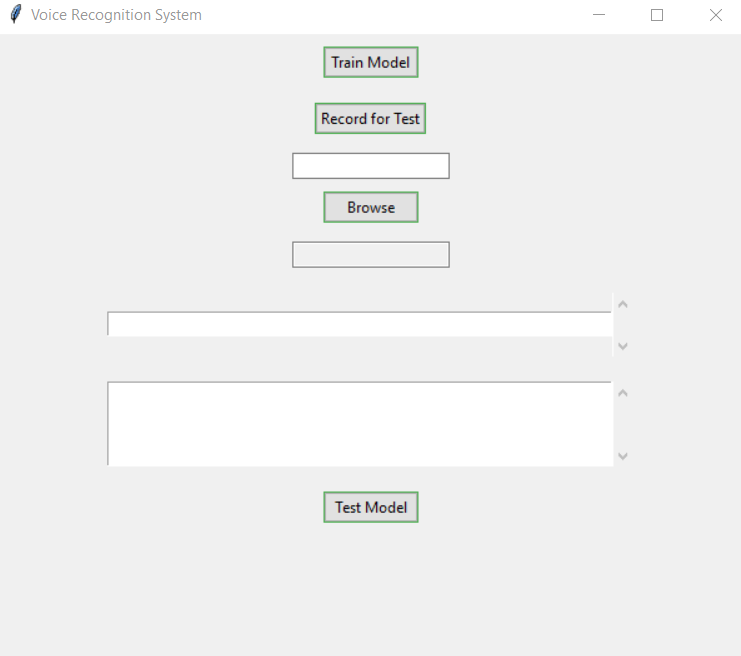 Voice Recognition System
Train Model
Record for Test
Browse
Test Model